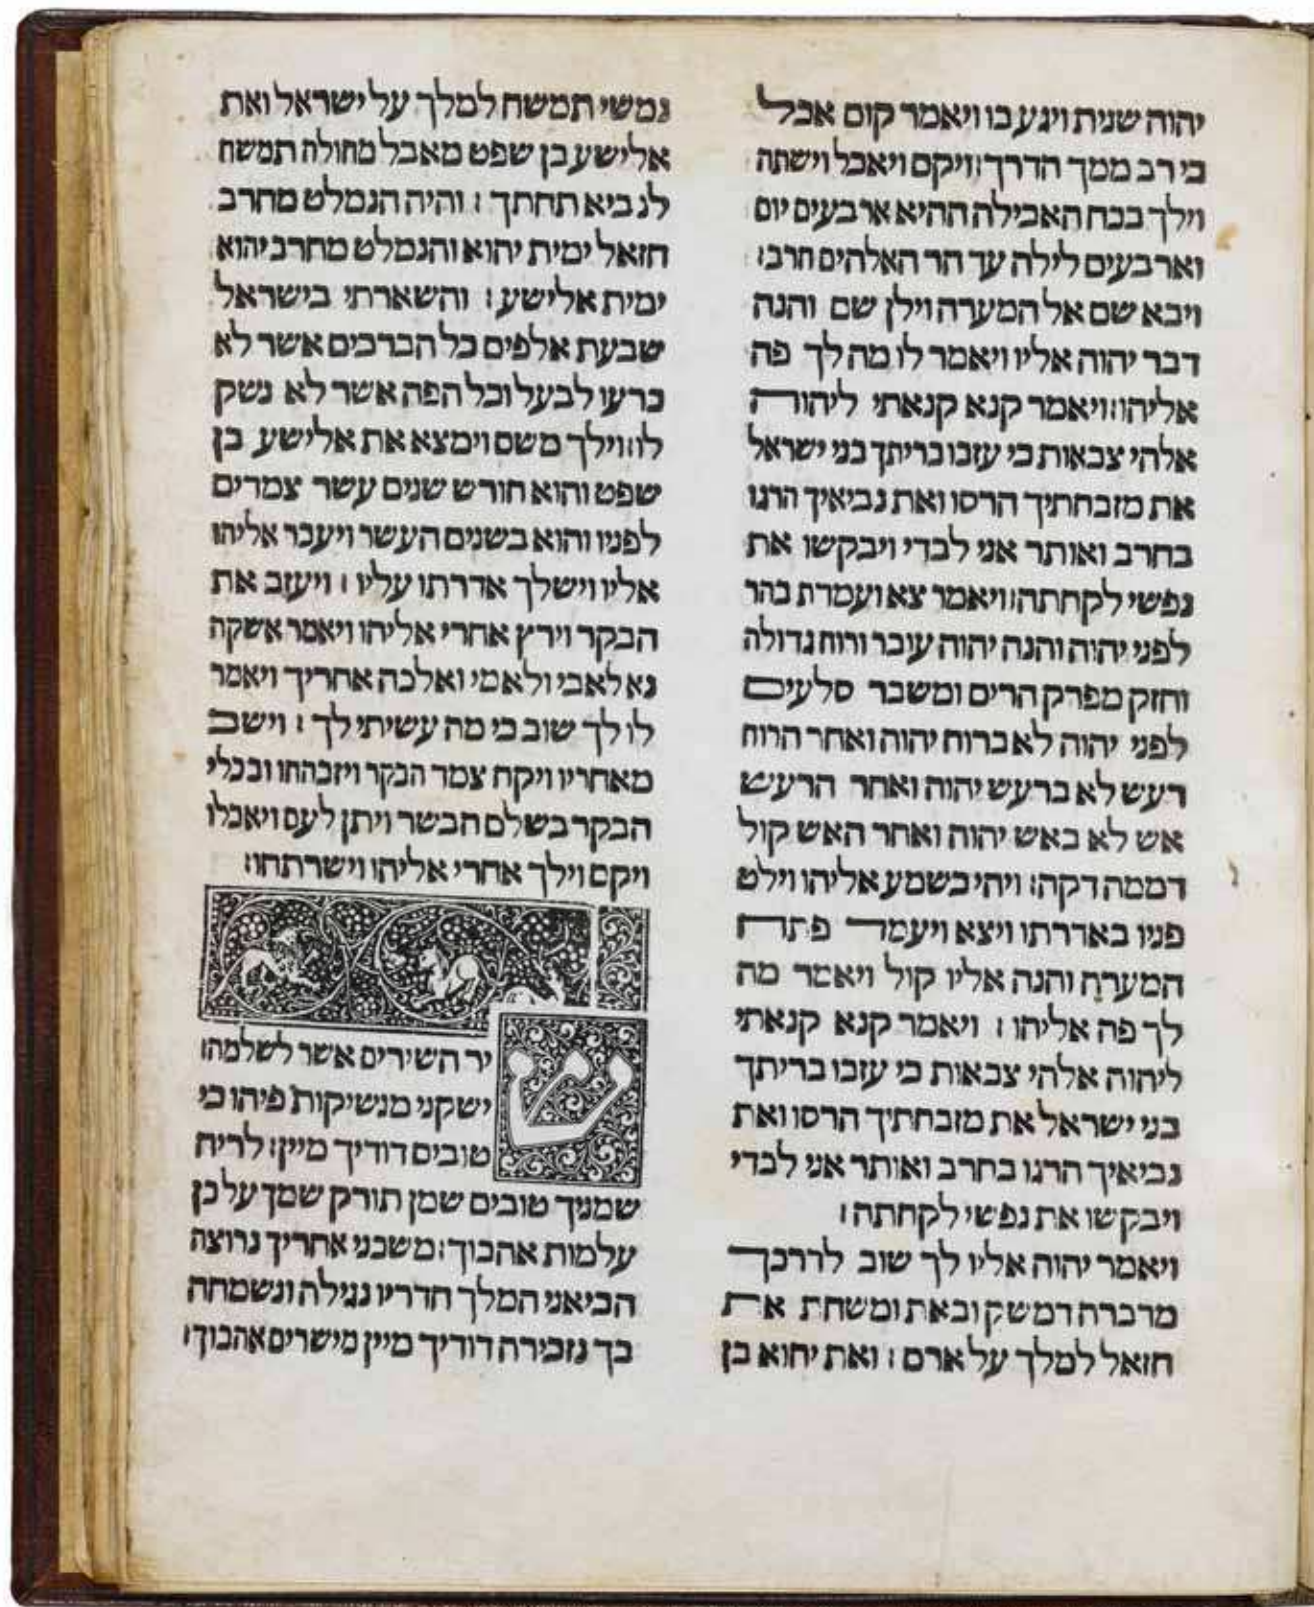 יהוה שנית ויגע בו ויאמר קום אכל
כי רב ממך הדרך: ויקם ויאכל וישתה
וילך בכח האכילה ההיא ארבעים יום
וארבעים לילה עד הר האלהים חרב:
ויבא שם אל המערה וילן שם והנה
דבר יהוה אליו ויאמר לו מה לך פה
אליהו: ויאמר קנא קנאתי ליהוה
אלהי צבאות כי עזבו בריתך בני ישראל
את מזבחתיך הרסו ואת נביאיך הרגו
בחרב ואותר אני לבדי ויבקשו את
נפשי לקחתה: ויאמר צא ועמדת בהר
לפני יהוה והנה יהוה עובר ורוח גדולה
וחזק מפרק הרים ומשבר סלעים
לפני יהוה לא ברוח יהוה ואחר הרוח
רעש לא ברעש יהוה ואחר הרעש
אש לא באש יהוה ואחר האש קול
דממה דקה: ויהי כשמע אליהו וילט
פניו באדרתו ויצא ויעמד פתח
המערה והנה אליו קול ויאמר מה
לך פה אליהו: ויאמר קנא קנאתי
ליהוה אלהי צבאות כי עזבו בריתך
בני ישראל את מזבחתיך הרסו ואת
נביאיך הרגו בחרב ואותר אני לבדי
ויבקשו את נפשי לקחתה:
ויאמר יהוה אליו לך שוב לדרכך
מדברה דמשק ובאת ומשחת את
חזאל למלך על ארם: ואת יהוא בן
נמשי תמשח למלך על ישראל ואת
אלישע בן שפט מאבל מחולה תמשח
לנביא תחתך: והיה הנמלט מחרב
חזאל ימית יהוא והנמלט מחרב יהוא
ימית אלישע: והשארתי בישראל
שבעת אלפים כל הברכים אשר לא
כרעו לבעל וכל הפה אשר לא נשק
לו: וילך משם וימצא את אלישע בן
שפט והוא חורש שנים עשר צמדים
לפניו והוא בשנים העשר ויעבר אליהו
אליו וישלך אדרתו עליו: ויעזב את
הבקר וירץ אחרי אליהו ויאמר אשקה
נא לאבי ולאמי ואלכה אחריך ויאמר
לו לך שוב כי מה עשיתי לך: וישב
מאחריו ויקח צמד הבקר ויזבחהו ובכלי
הבקר בשלם הבשר ויתן לעם ויאכלו
ויקם וילך אחרי אליהו וישרתהו:
שיר השירים אשר לשלמה:
ישקני מנשיקות פיהו כי
טובים דודיך מיין: לריח
שמניך טובים שמן תורק שמך על כן
עלמות אהבוך: משכני אחריך נרוצה
הביאני המלך חדריו נגילה ונשמחה
בך נזכירה דודיך מיין מישרים אהבוך: